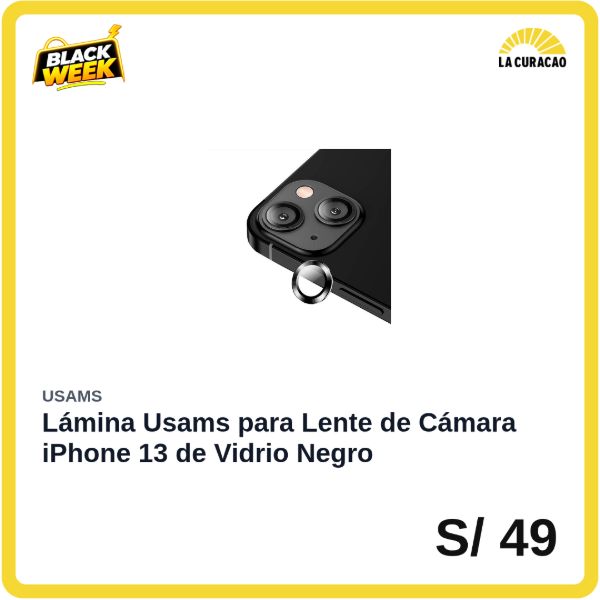 BLACK
WEEK
LA CURACAO
USAMS
Lámina Usams para Lente de Cámara
iPhone 13 de Vidrio Negro
S/ 49